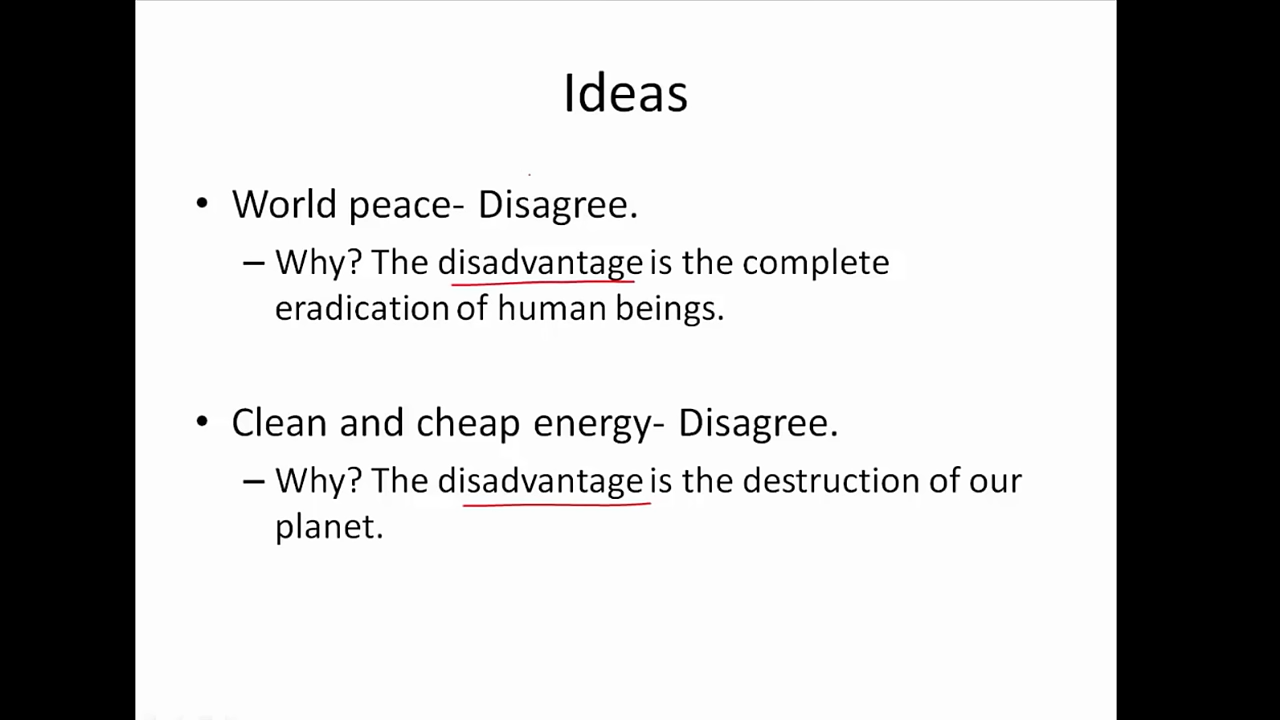 Ideas
• World peace- Disagree.
– Why? The disadvantage is the complete
eradication of human beings.
• Clean and cheap energy- Disagree.
– Why? The disadvantage is the destruction of our
planet.